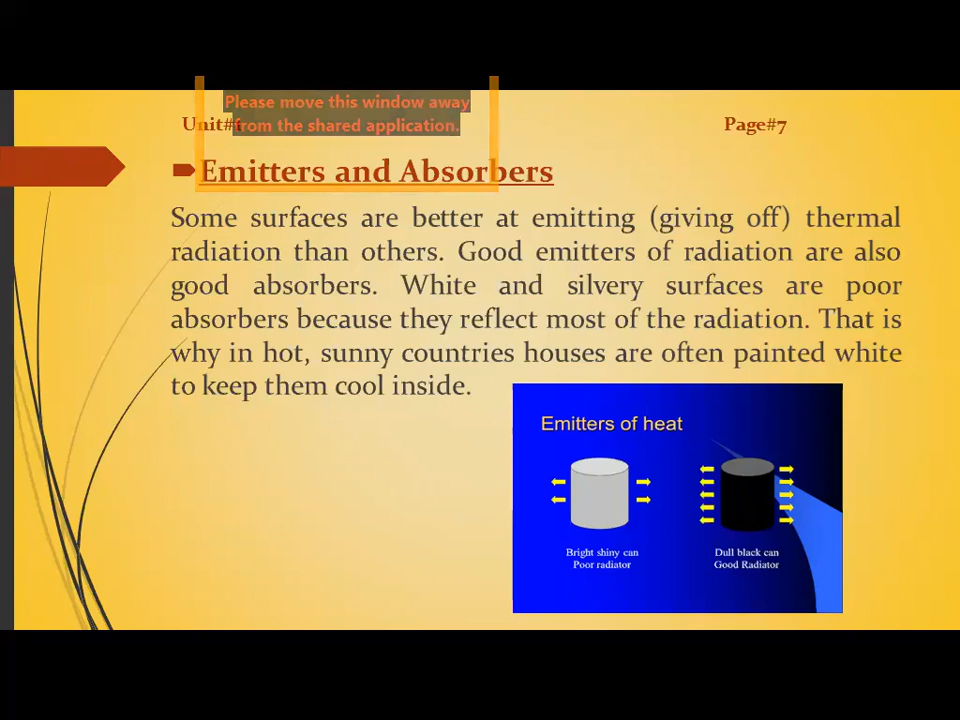 Please move this window away
from the shared application.
Unit#1 Page#7
Emitters and Absorbers
Some surfaces are better at emitting (giving off) thermal
radiation than others. Good emitters of radiation are also
good absorbers. White and silvery surfaces are poor
absorbers because they reflect most of the radiation. That is
why in hot, sunny countries houses are often painted white
to keep them cool inside.
Emitters of heat
Bright shiny can
Poor radiator
Dull black can
Good Radiator